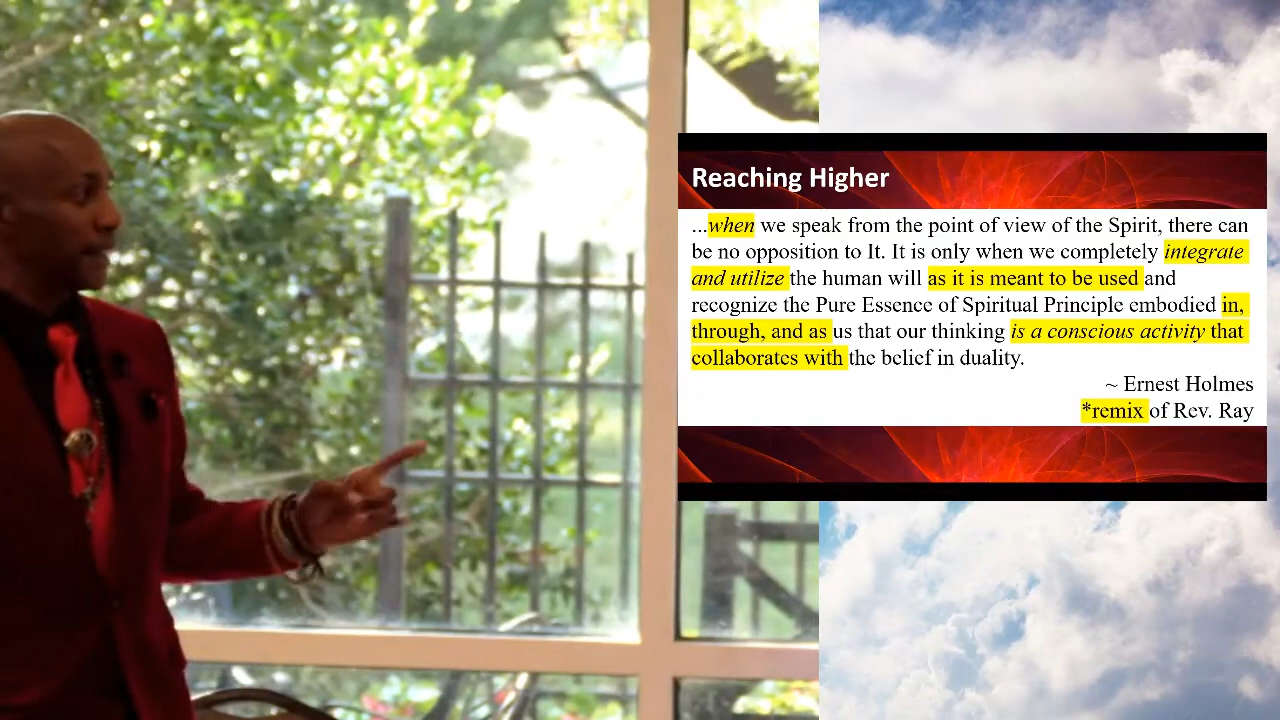 Reaching Higher
...when we speak from the point of view of the Spirit, there can
be no opposition to It. It is only when we completely integrate
and utilize the human will as it is meant to be used and
recognize the Pure Essence of Spiritual Principle embodied in,
through, and as us that our thinking is a conscious activity that
collaborates with the belief in duality.
~ Ernest Holmes
*remix of Rev. Ray